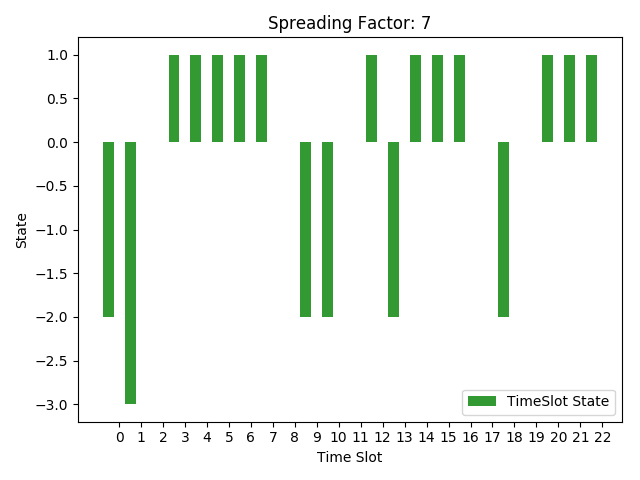 Spreading Factor: 7
State
1.0
0.5
0.0
−0.5
−1.0
−1.5
−2.0
−2.5
−3.0
TimeSlot State
0 1 2 3 4 5 6 7 8 9 10 11 12 13 14 15 16 17 18 19 20 21 22
Time Slot